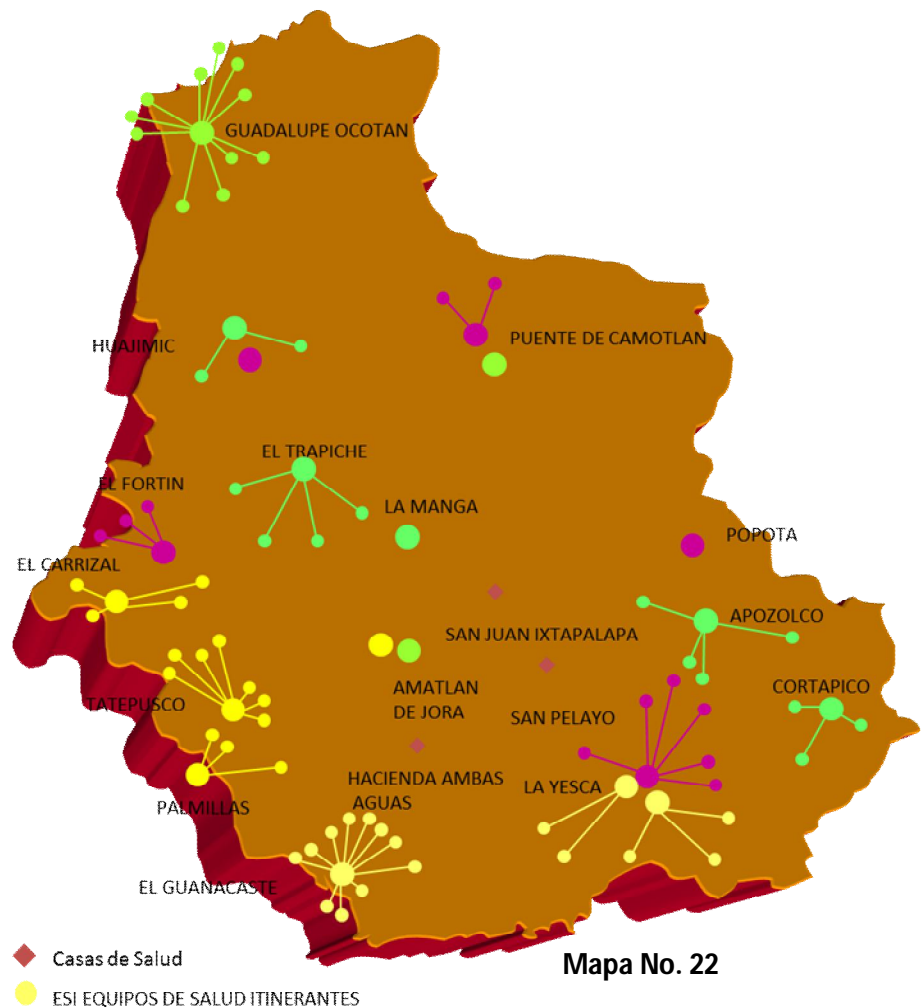 GUADALUPE OCOTAN
PUENTE DE CAMOTLAN
HUAJIMIC
EL TRAPICHE
EL FORTIN
LA MANGA
POPOTA
EL CARRIZAL
APOZOLCO
SAN JUAN IXTAPALAPA
CORTAPICO
AMATLAN
DE JORA
TATEPUSCO
SAN PELAYO
HACIENDA AMBAS
AGUAS
LA YESCA
PALMILLAS
EL GUANACASTE
Casas de Salud
ESI EQUIPOS DE SALUD ITINERANTES
Mapa No. 22